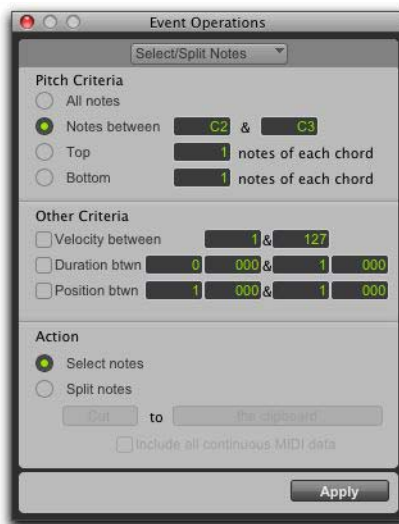 Event Operations
Select/Split Notes
Pitch Criteria
All notes
Notes between C2 & C3
Top 1 notes of each chord
Bottom 1 notes of each chord
Other Criteria
Velocity between 1 & 127
Duration btwn 0 000 & 1 000
Position btwn 1 000 & 1 000
Action
Select notes
Split notes
Cut to the clipboard
Include all continuous MIDI data
Apply